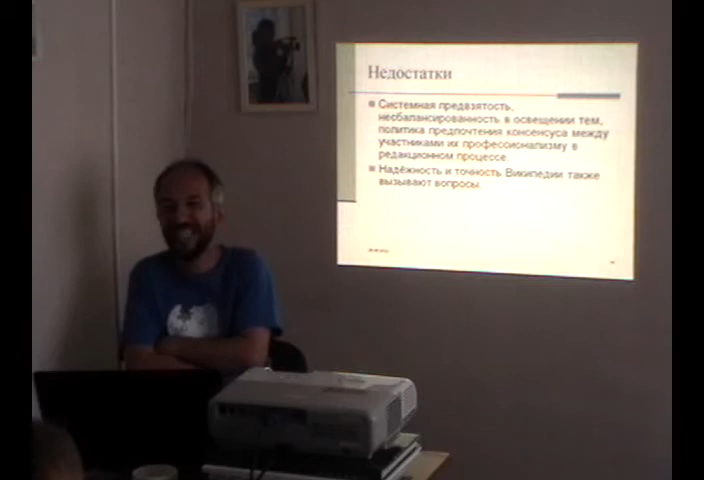 Недостатки
Системная предвзятость,
несбалансированность в освещении тем,
политика предпочтения консенсуса между
участниками их профессионализму в
редакционном процессе.
Надёжность и точность Википедии также
вызывают вопросы.